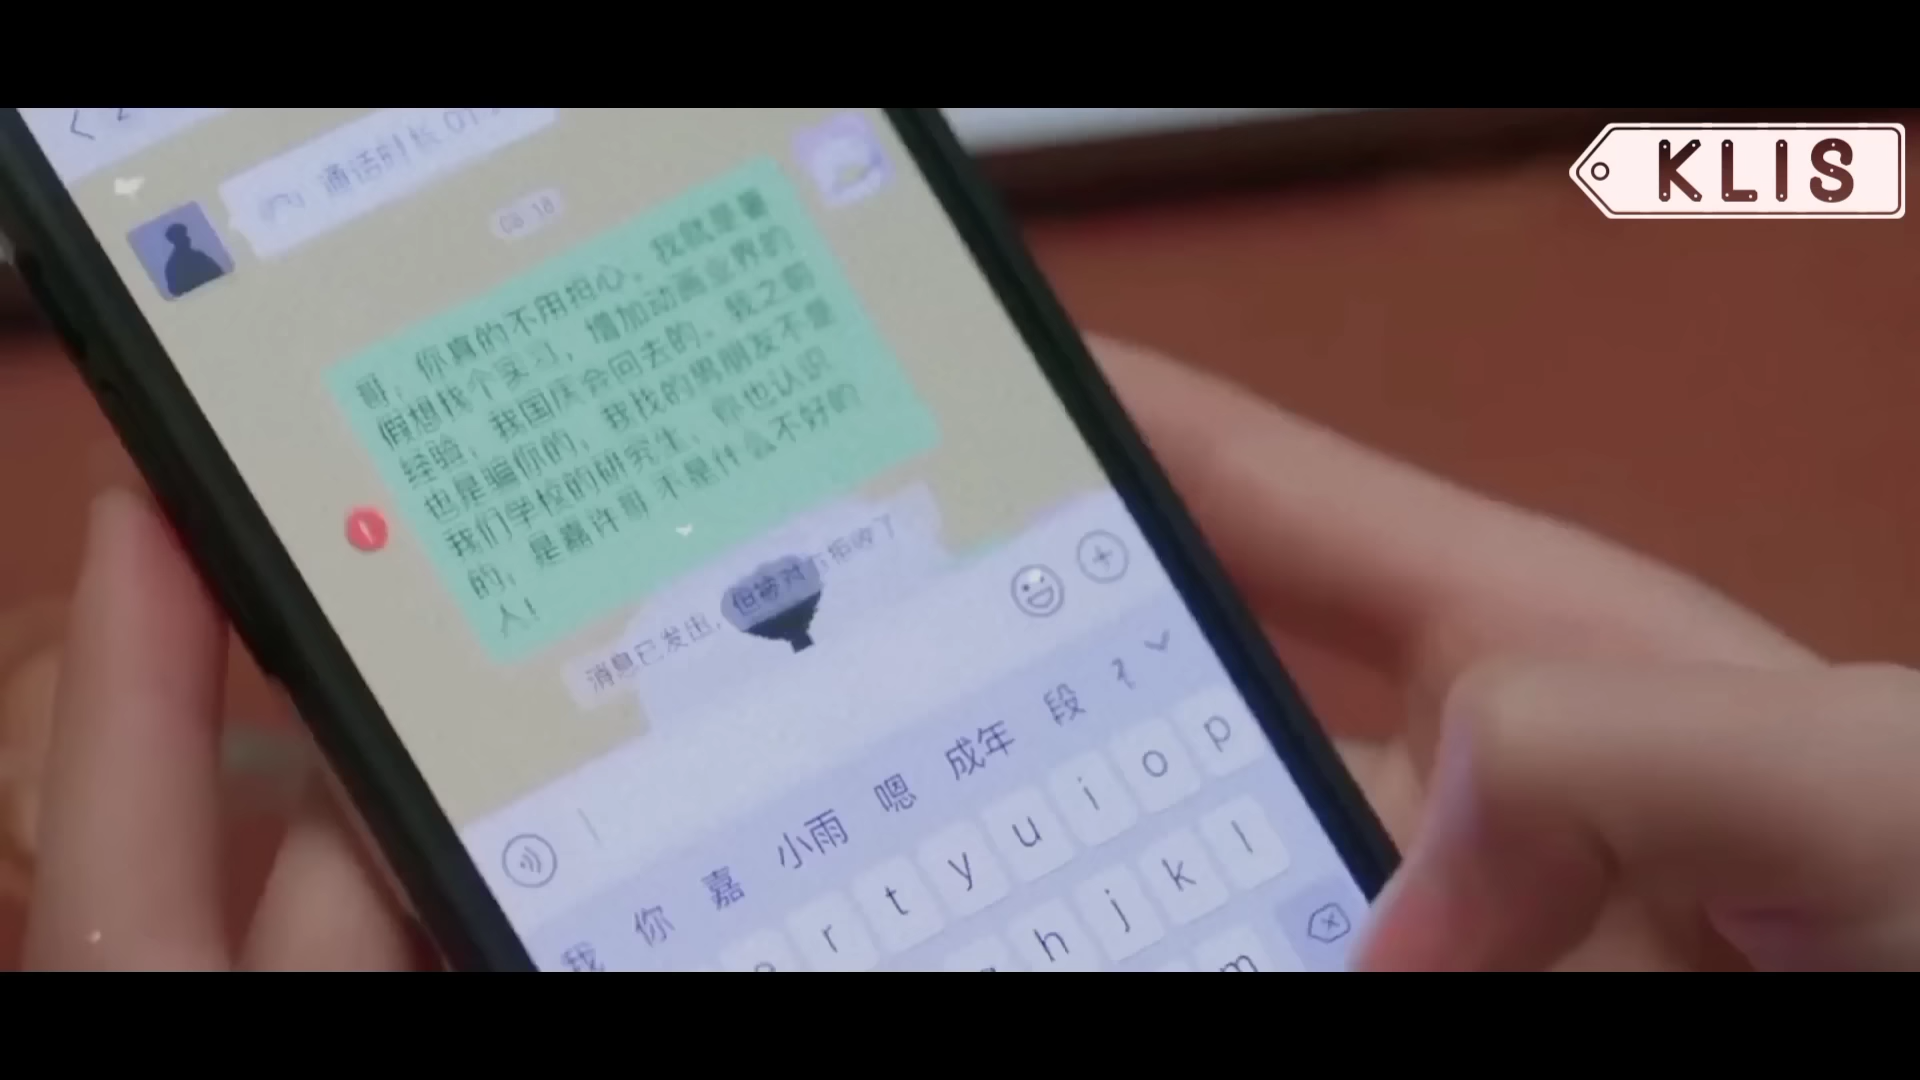 KLIS
通话时长 01
08:18
哥，你真的不用担心，我就是暑
假想找个实习，增加动画业界的
经验，我国庆会回去的，我之前
也是骗你的，我找的男朋友不是
我们学校的研究生，你也认识
的，是嘉许哥 不是什么不好的
人！
消息已发出，但被对方拒收了
我 你 嘉 小雨 嗯 成年 段
r t y u i o p
h j k l
m